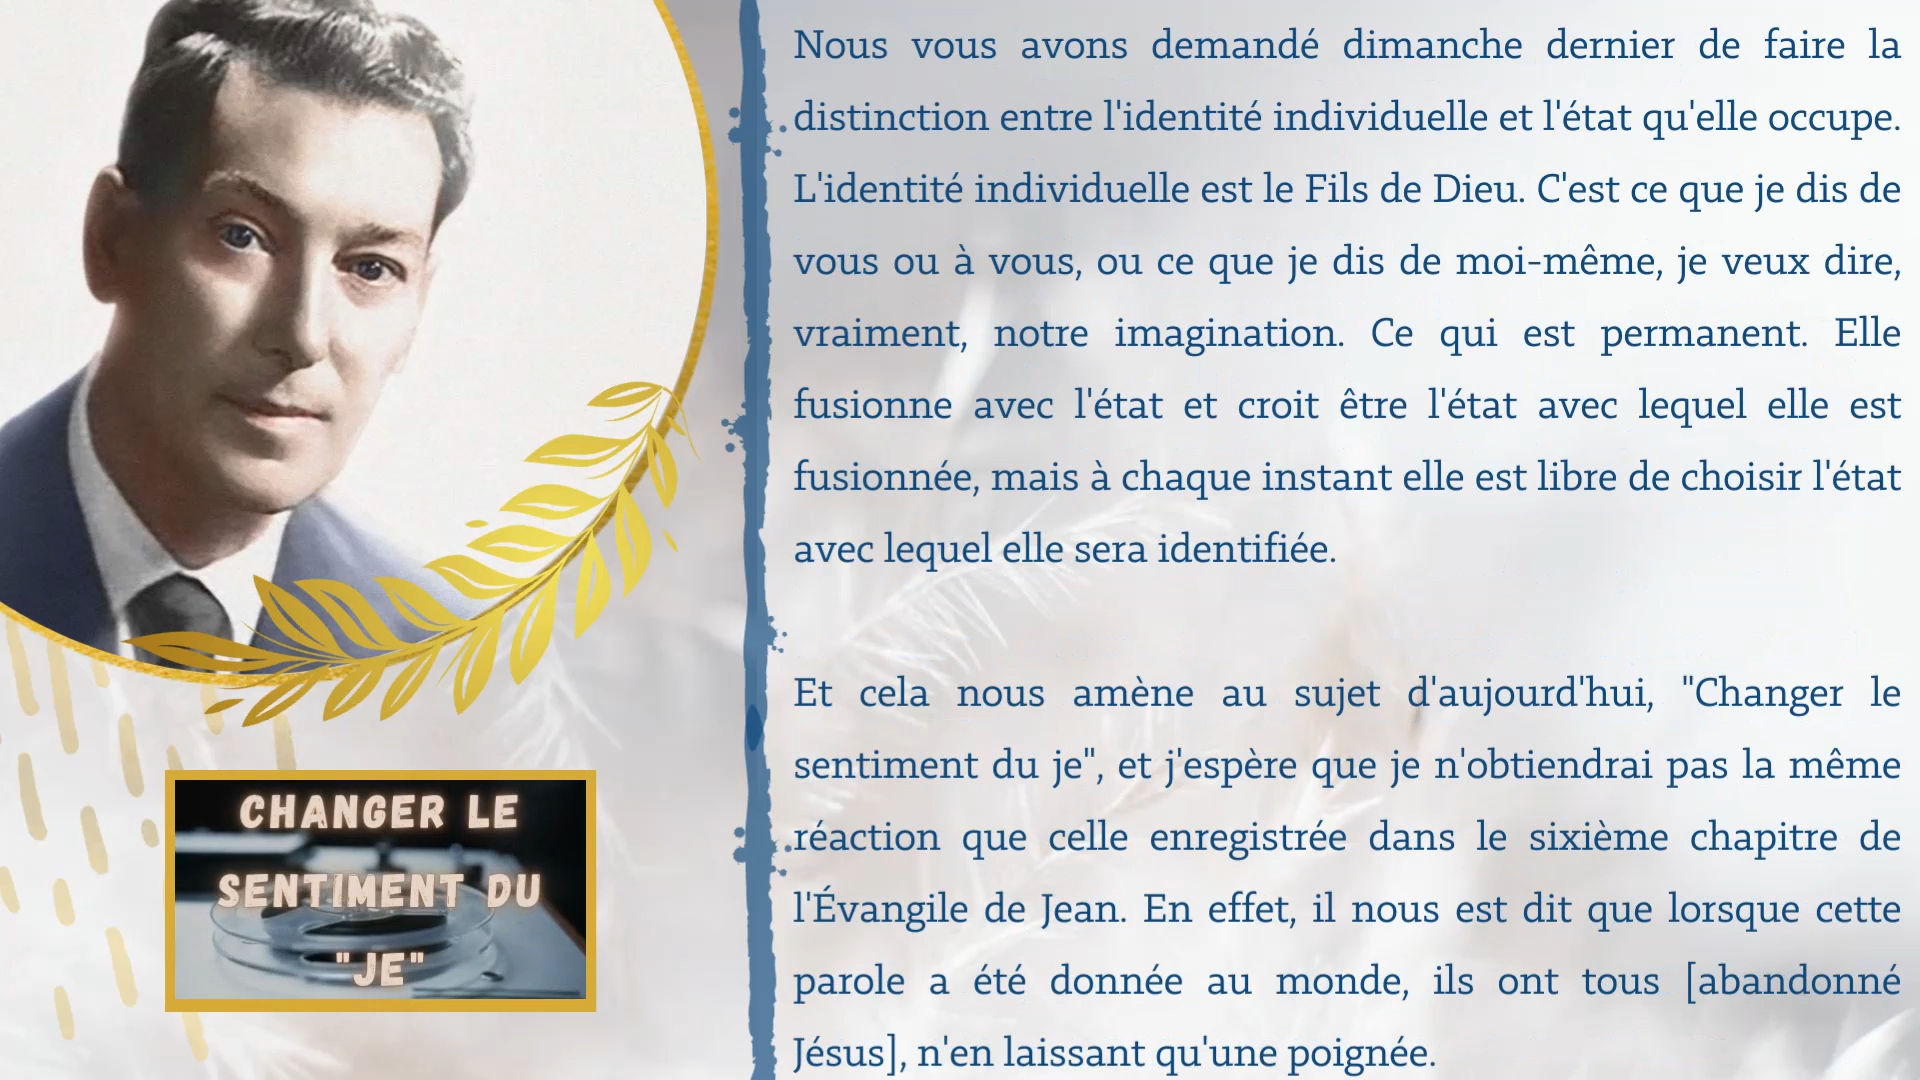 Nous vous avons demandé dimanche dernier de faire la
distinction entre l'identité individuelle et l'état qu'elle occupe.
L'identité individuelle est le Fils de Dieu. C'est ce que je dis de
vous ou à vous, ou ce que je dis de moi-même, je veux dire,
vraiment, notre imagination. Ce qui est permanent. Elle
fusionne avec l'état et croit être l'état avec lequel elle est
fusionnée, mais à chaque instant elle est libre de choisir l'état
avec lequel elle sera identifiée.
Et cela nous amène au sujet d'aujourd'hui, "Changer le
sentiment du je", et j'espère que je n'obtiendrai pas la même
réaction que celle enregistrée dans le sixième chapitre de
l'Évangile de Jean. En effet, il nous est dit que lorsque cette
parole a été donnée au monde, ils ont tous [abandonné
Jésus], n'en laissant qu'une poignée.
CHANGER LE
SENTIMENT DU
"JE"